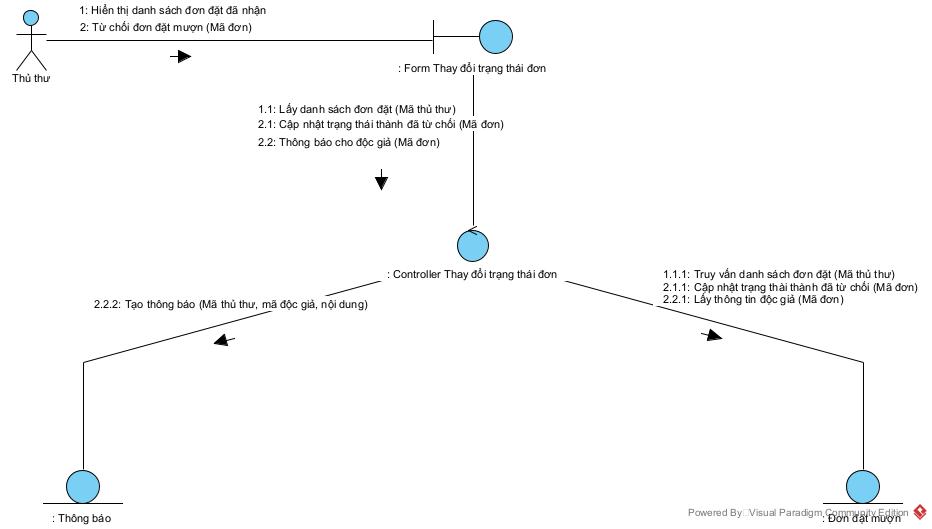 1: Hiển thị danh sách đơn đặt đã nhận
2: Từ chối đơn đặt mượn (Mã đơn)
Thủ thư
: Form Thay đổi trạng thái đơn
1.1: Lấy danh sách đơn đặt (Mã thủ thư)
2.1: Cập nhật trạng thái thành đã từ chối (Mã đơn)
2.2: Thông báo cho độc giả (Mã đơn)
: Controller Thay đổi trạng thái đơn
1.1.1: Truy vấn danh sách đơn đặt (Mã thủ thư)
2.1.1: Cập nhật trạng thài thành đã từ chối (Mã đơn)
2.2.1: Lấy thông tin độc giả (Mã đơn)
2.2.2: Tạo thông báo (Mã thủ thư, mã độc giả, nội dung)
Powered By Visual Paradigm Community Edition
: Thông báo
: Đơn đặt mượn